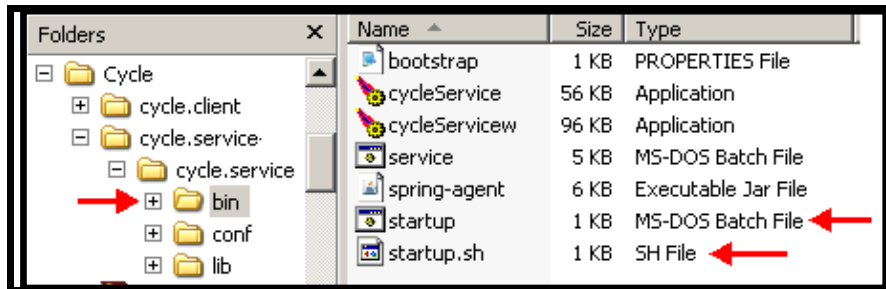 Folders ×
Cycle
cycle.client
cycle.service
cycle.service
bin
conf
lib
Name Size Type
bootstrap 1 KB PROPERTIES File
cycleService 56 KB Application
cycleServicew 96 KB Application
service 5 KB MS-DOS Batch File
spring-agent 6 KB Executable Jar File
startup 1 KB MS-DOS Batch File
startup.sh 1 KB SH File